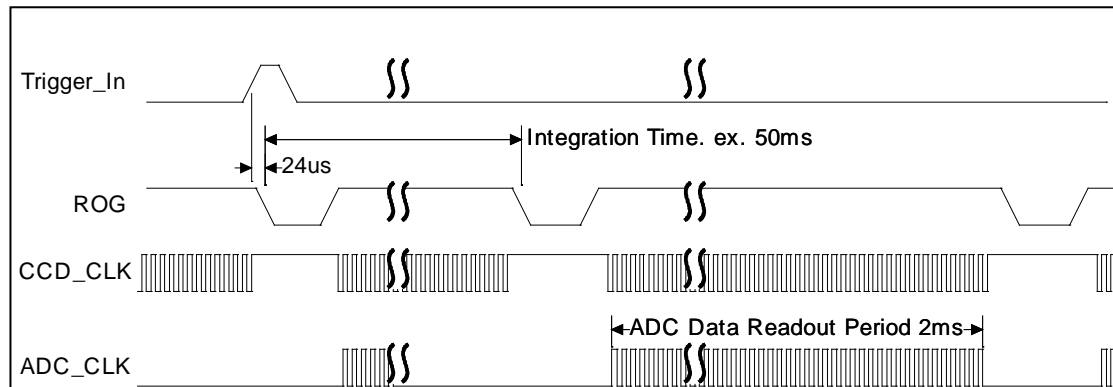 Trigger_In
Integration Time. ex. 50ms
24us
ROG
CCD_CLK
ADC Data Readout Period 2ms
ADC_CLK